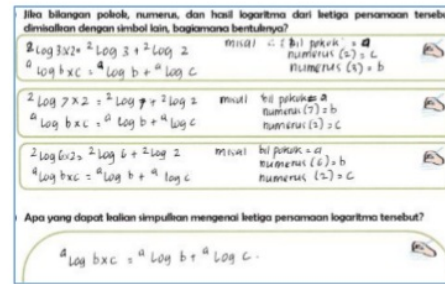 Jika bilangan pokok, numerus, dan hasil logaritma dari ketiga persamaan terseb
dimisalkan dengan simbol lain, bagaimana bentuknya?
²log 3x2 = ²log 3 + ²log 2 misal : bil pokok = a
numerus (2) = c
ᵃlog bxc = ᵃlog b + ᵃlog c numerus (3) = b
²log 7x2 = ²log 7 + ²log 2 misal bil pokok = a
numerus (7) = b
ᵃlog bxc = ᵃlog b + ᵃlog c numerus (2) = c
²log 6x2 = ²log 6 + ²log 2 misal bil pokok = a
numerus (6) = b
ᵃlog bxc = ᵃlog b + ᵃlog c numerus (2) = c
Apa yang dapat kalian simpulkan mengenai ketiga persamaan logaritma tersebut?
ᵃlog bxc = ᵃlog b + ᵃlog c.